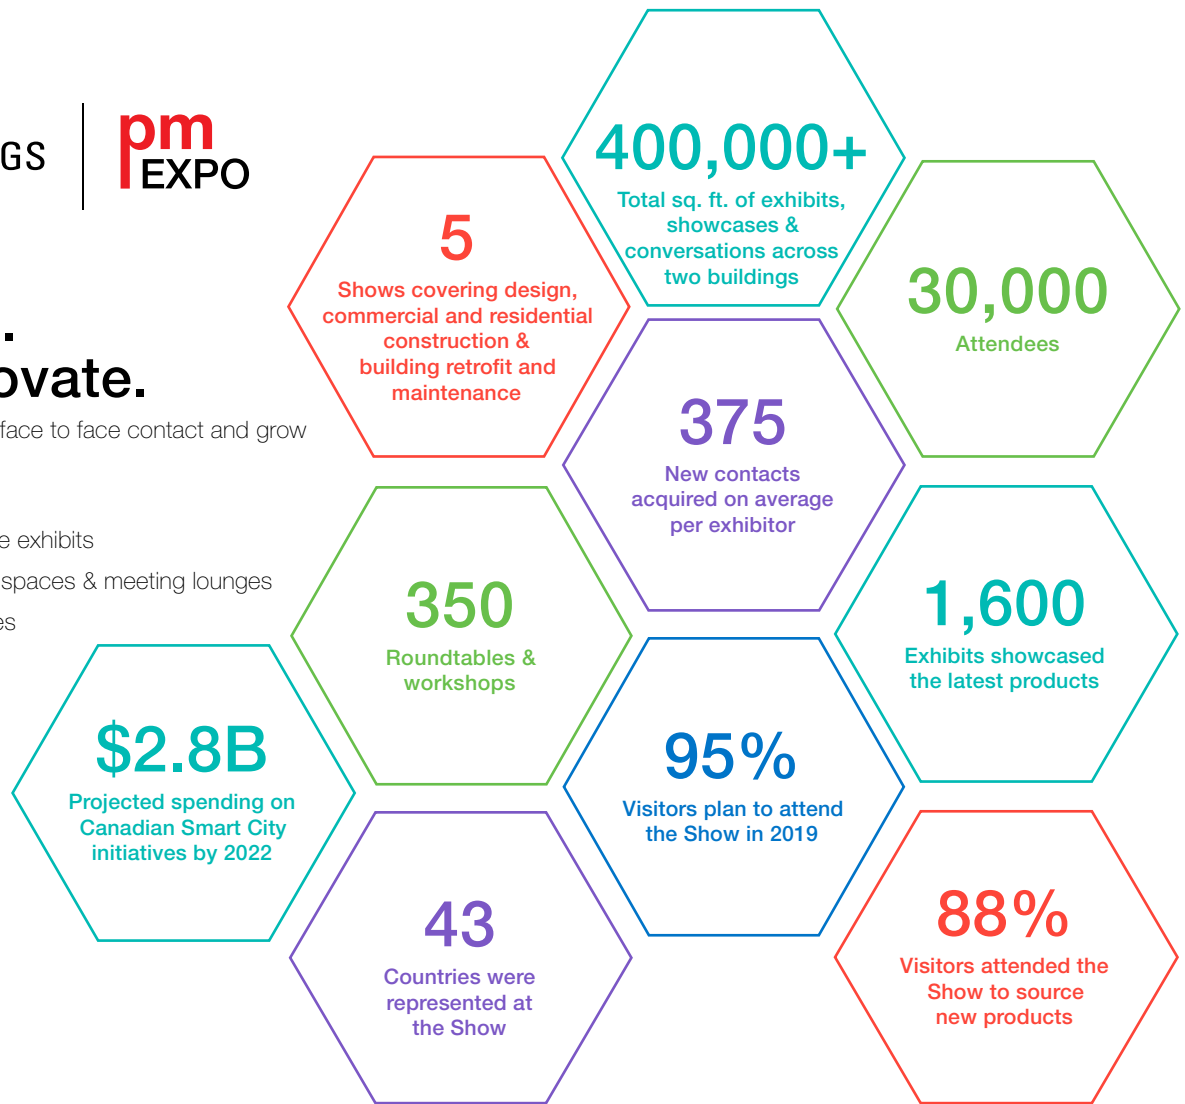 GS
pm
EXPO
.
ovate.
face to face contact and grow
e exhibits
spaces & meeting lounges
es
400,000+
Total sq. ft. of exhibits,
showcases &
conversations across
two buildings
5
Shows covering design,
commercial and residential
construction &
building retrofit and
maintenance
30,000
Attendees
375
New contacts
acquired on average
per exhibitor
350
Roundtables &
workshops
1,600
Exhibits showcased
the latest products
$2.8B
Projected spending on
Canadian Smart City
initiatives by 2022
95%
Visitors plan to attend
the Show in 2019
43
Countries were
represented at
the Show
88%
Visitors attended the
Show to source
new products